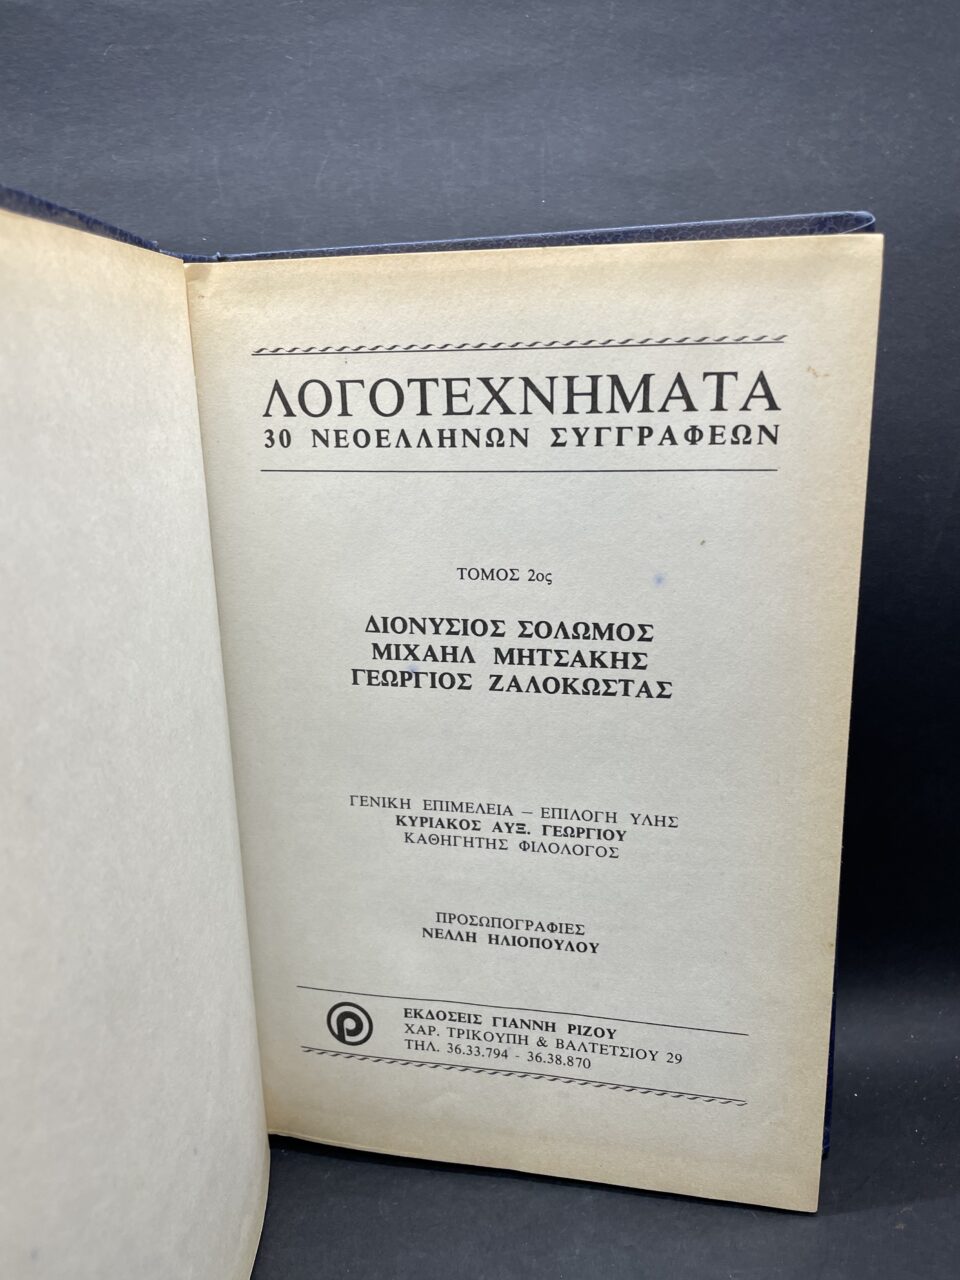 ΛΟΓΟΤΕΧΝΗΜΑΤΑ
30 ΝΕΟΕΛΛΗΝΩΝ ΣΥΓΓΡΑΦΕΩΝ
ΤΟΜΟΣ 2ος
ΔΙΟΝΥΣΙΟΣ ΣΟΛΩΜΟΣ
ΜΙΧΑΗΛ ΜΗΤΣΑΚΗΣ
ΓΕΩΡΓΙΟΣ ΖΑΛΟΚΩΣΤΑΣ
ΓΕΝΙΚΗ ΕΠΙΜΕΛΕΙΑ – ΕΠΙΛΟΓΗ ΥΛΗΣ
ΚΥΡΙΑΚΟΣ ΑΥΞ. ΓΕΩΡΓΙΟΥ
ΚΑΘΗΓΗΤΗΣ ΦΙΛΟΛΟΓΟΣ
ΠΡΟΣΩΠΟΓΡΑΦΙΕΣ
ΝΕΛΛΗ ΗΛΙΟΠΟΥΛΟΥ
ΕΚΔΟΣΕΙΣ ΓΙΑΝΝΗ ΡΙΖΟΥ
ΧΑΡ. ΤΡΙΚΟΥΠΗ & ΒΑΛΤΕΤΣΙΟΥ 29
ΤΗΛ. 36.33.794 - 36.38.870